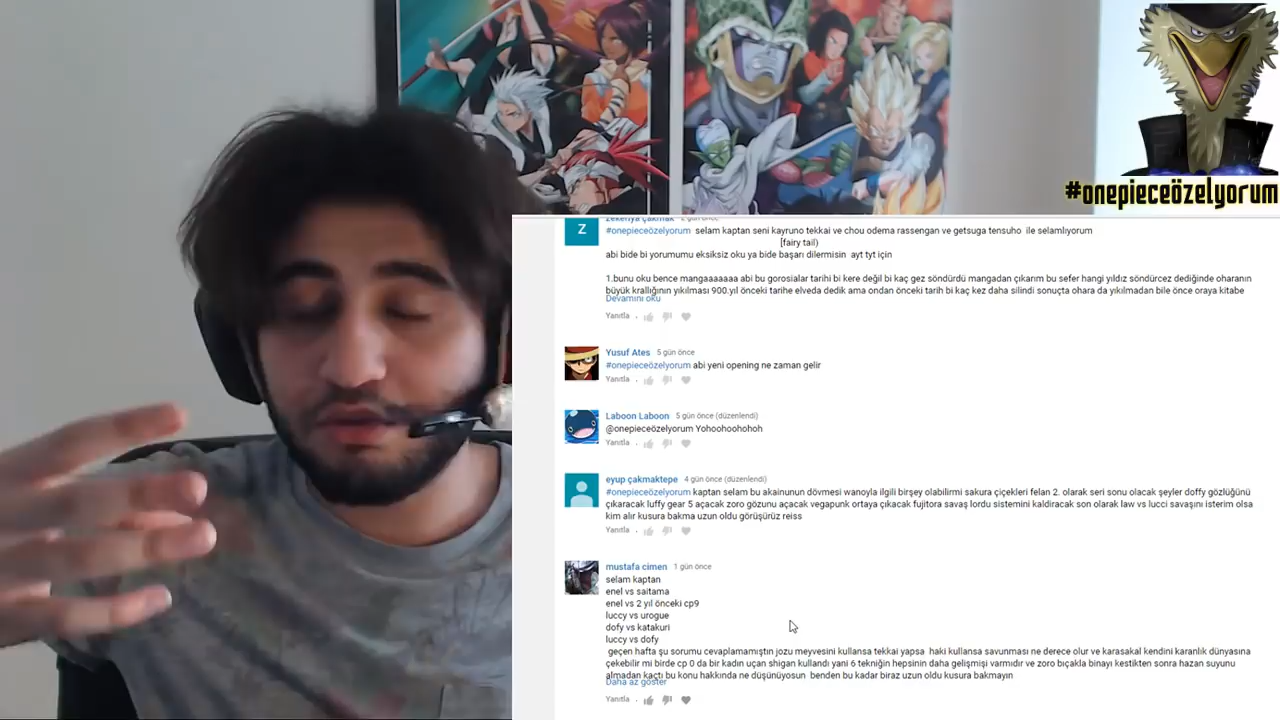 #onepieceözelyorum
zekeriya çakmak 2 gün önce
#onepieceözelyorum selam kaptan seni kayruno tekkai ve chou odema rassengan ve getsuga tensuho ile selamlıyorum
[fairy tail]
abi bide bi yorumumu eksiksiz oku ya bide başarı dilermisin ayt tyt için
1.bunu oku bence mangaaaaaaa abi bu gorosialar tarihi bi kere değil bi kaç gez söndürdü mangadan çıkarım bu sefer hangi yıldız söndürcez dediğinde oharanın
büyük krallığının yıkılması 900.yıl önceki tarihe elveda dedik ama ondan önceki tarih bi kaç kez daha silindi sonuçta ohara da yıkılmadan bile önce oraya kitabe
Devamını oku
Yanıtla
Yusuf Ates 5 gün önce
#onepieceözelyorum abi yeni opening ne zaman gelir
Yanıtla
Laboon Laboon 5 gün önce (düzenlendi)
@onepieceözelyorum Yohoohoohohoh
Yanıtla
eyup çakmaktepe 4 gün önce (düzenlendi)
#onepieceözelyorum kaptan selam bu akainunun dövmesi wanoyla ilgili birşey olabilirmi sakura çiçekleri felan 2. olarak seri sonu olacak şeyler doffy gözlüğünü
çıkaracak luffy gear 5 açacak zoro gözunu açacak vegapunk ortaya çıkacak fujitora savaş lordu sistemini kaldiracak son olarak law vs lucci savaşını isterim olsa
kim alır kusura bakma uzun oldu görüşürüz reiss
Yanıtla
mustafa cimen 1 gün önce
selam kaptan
enel vs saitama
enel vs 2 yıl önceki cp9
luccy vs urogue
dofy vs katakuri
luccy vs dofy
geçen hafta şu sorumu cevaplamamıştın jozu meyvesini kullansa tekkai yapsa haki kullansa savunması ne derece olur ve karasakal kendini karanlık dünyasına
çekebilir mi birde cp 0 da bir kadın uçan shigan kullandı yani 6 tekniğin hepsinin daha gelişmişi varmıdır ve zoro bıçakla binayı kestikten sonra hazan suyunu
almadan kaçtı bu konu hakkında ne düşünüyosun benden bu kadar biraz uzun oldu kusura bakmayın
Daha az göster
Yanıtla
Z